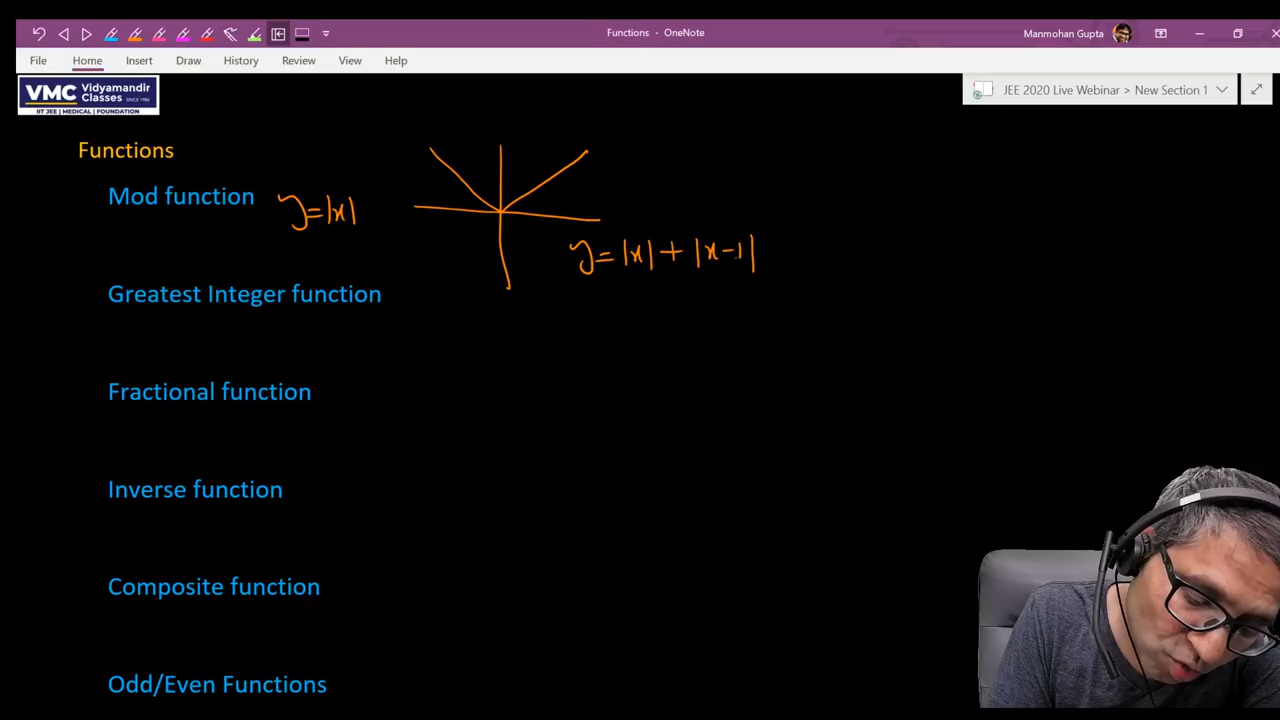 Functions - OneNote
Manmohan Gupta
File Home Insert Draw History Review View Help
VMC Vidyamandir Classes SINCE 1986
IIT JEE | MEDICAL | FOUNDATION
JEE 2020 Live Webinar > New Section 1
Functions
Mod function y=|x|
y=|x|+|x-1|
Greatest Integer function
Fractional function
Inverse function
Composite function
Odd/Even Functions